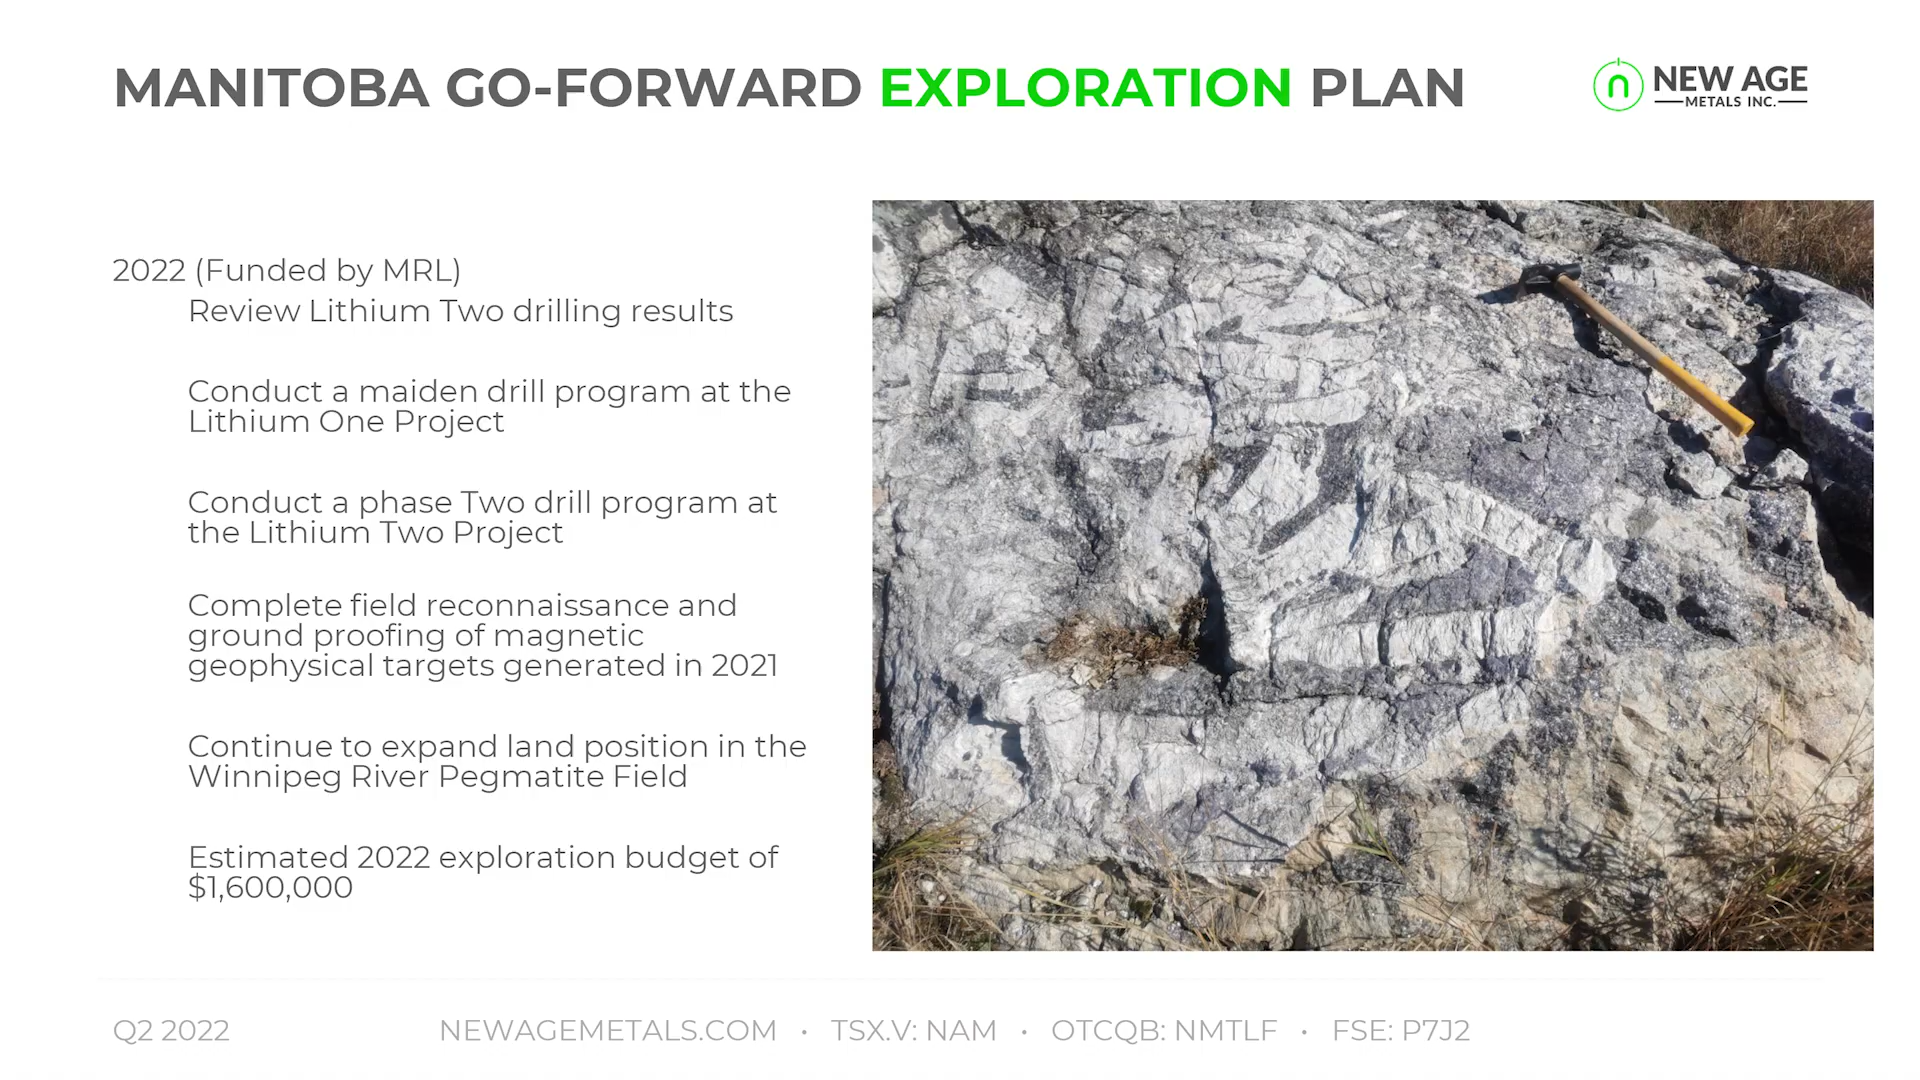 MANITOBA GO-FORWARD EXPLORATION PLAN
NEW AGE
METALS INC.
2022 (Funded by MRL)
Review Lithium Two drilling results
Conduct a maiden drill program at the
Lithium One Project
Conduct a phase Two drill program at
the Lithium Two Project
Complete field reconnaissance and
ground proofing of magnetic
geophysical targets generated in 2021
Continue to expand land position in the
Winnipeg River Pegmatite Field
Estimated 2022 exploration budget of
$1,600,000
Q2 2022 NEWAGEMETALS.COM • TSX.V: NAM • OTCQB: NMTLF • FSE: P7J2